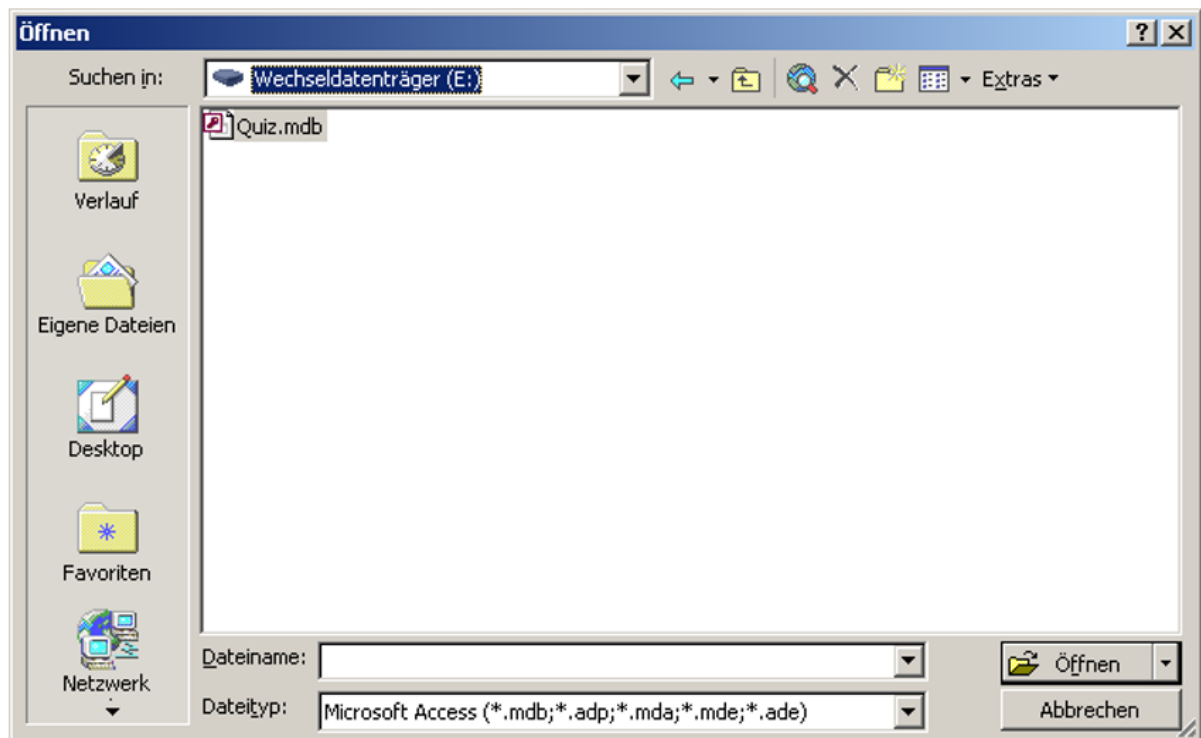 Öffnen
Suchen in: Wechseldatenträger (E:) Extras
Quiz.mdb
Verlauf
Eigene Dateien
Desktop
Favoriten
Netzwerk
Dateiname: Öffnen
Dateityp: Microsoft Access (*.mdb;*.adp;*.mda;*.mde;*.ade) Abbrechen